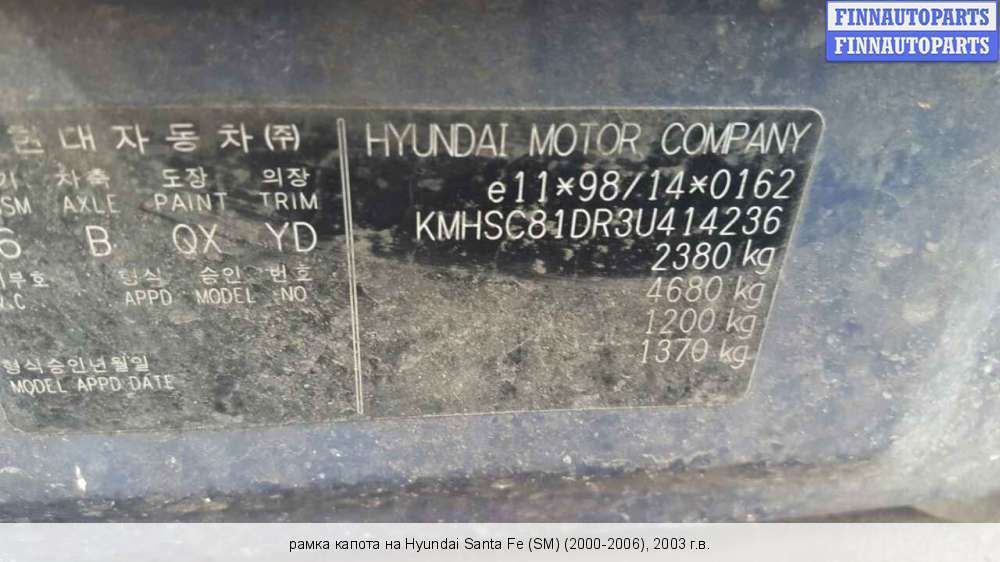 FINNAUTOPARTS
FINNAUTOPARTS
현대자동차(주)
HYUNDAI MOTOR COMPANY
e11*98/14*0162
KMHSC81DR3U414236
2380 kg
4680 kg
1200 kg
1370 kg
차축 도장 의장
AXLE PAINT TRIM
6 B QX YD
형식 승인 번호
APPD MODEL NO
형식승인년월일
MODEL APPD DATE
рамка капота на Hyundai Santa Fe (SM) (2000-2006), 2003 г.в.